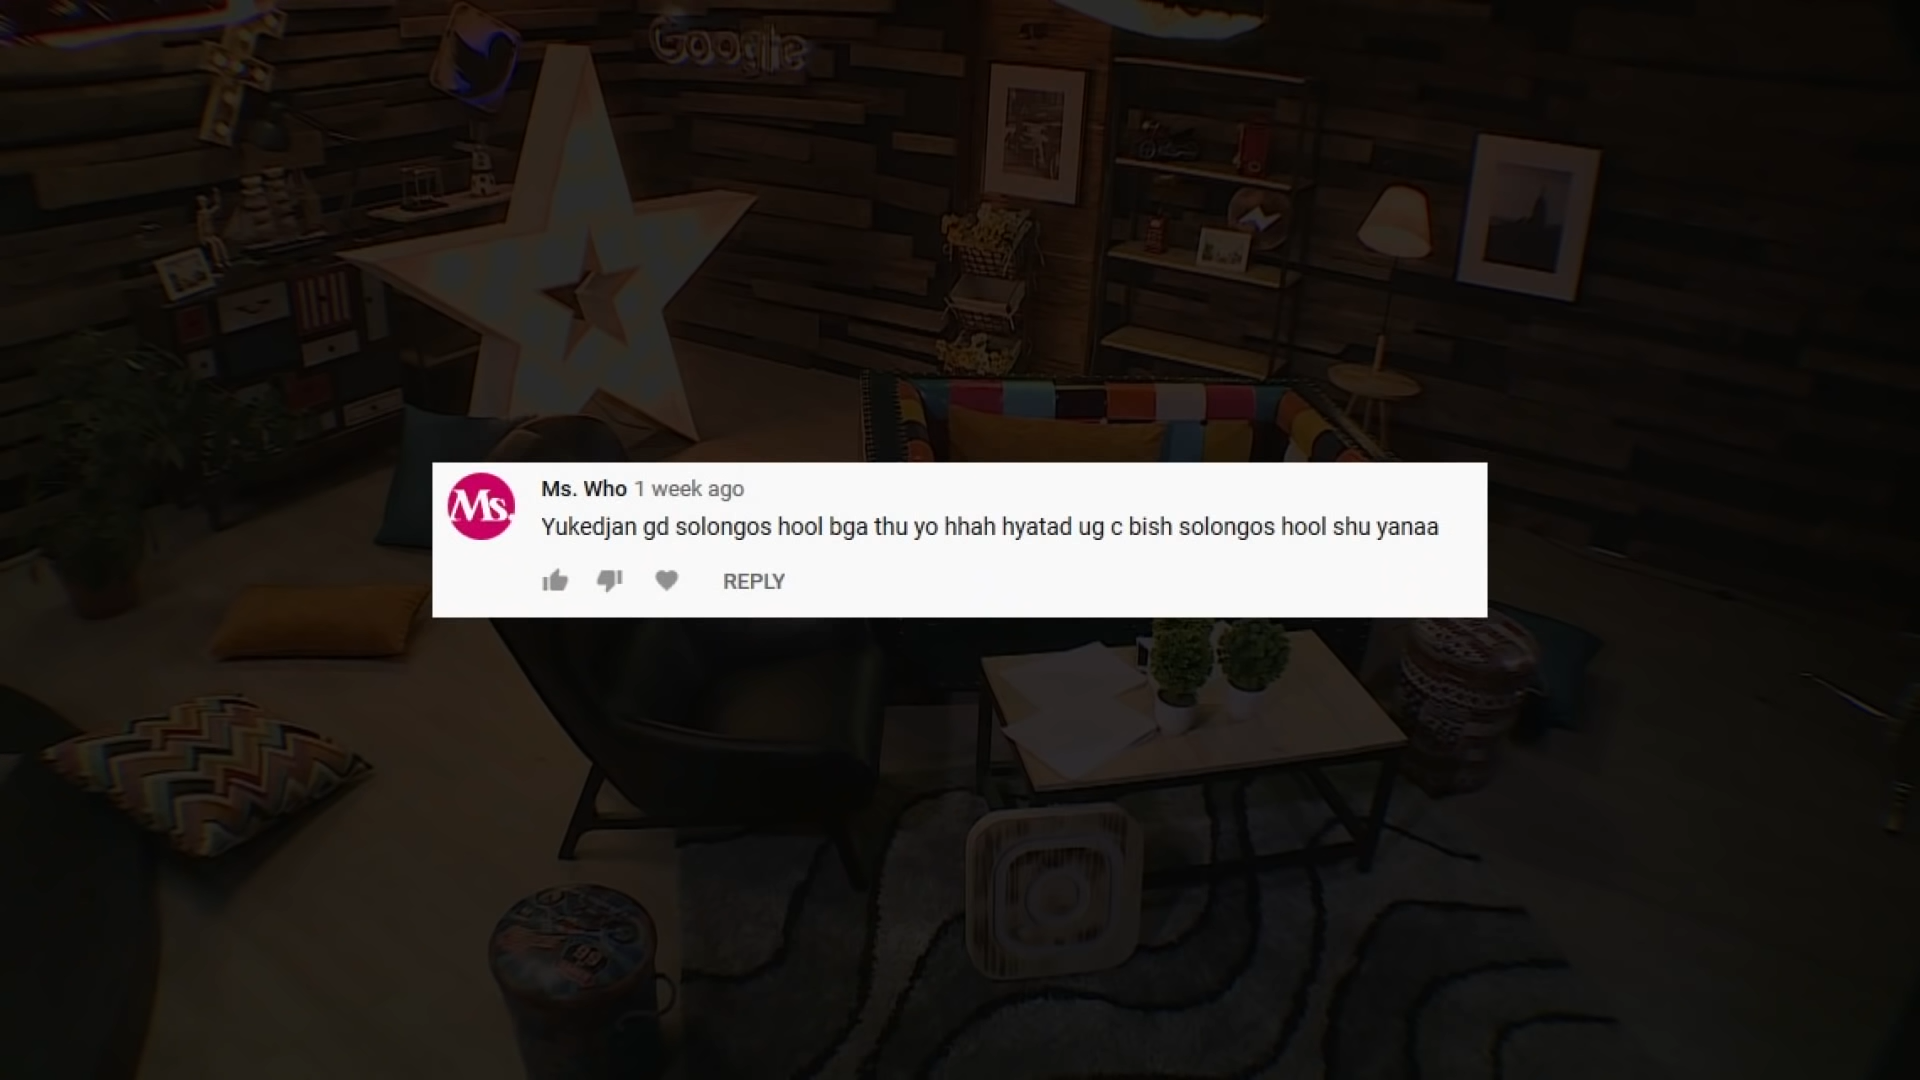 Google
Ms.
Ms. Who 1 week ago
Yukedjan gd solongos hool bga thu yo hhah hyatad ug c bish solongos hool shu yanaa
REPLY